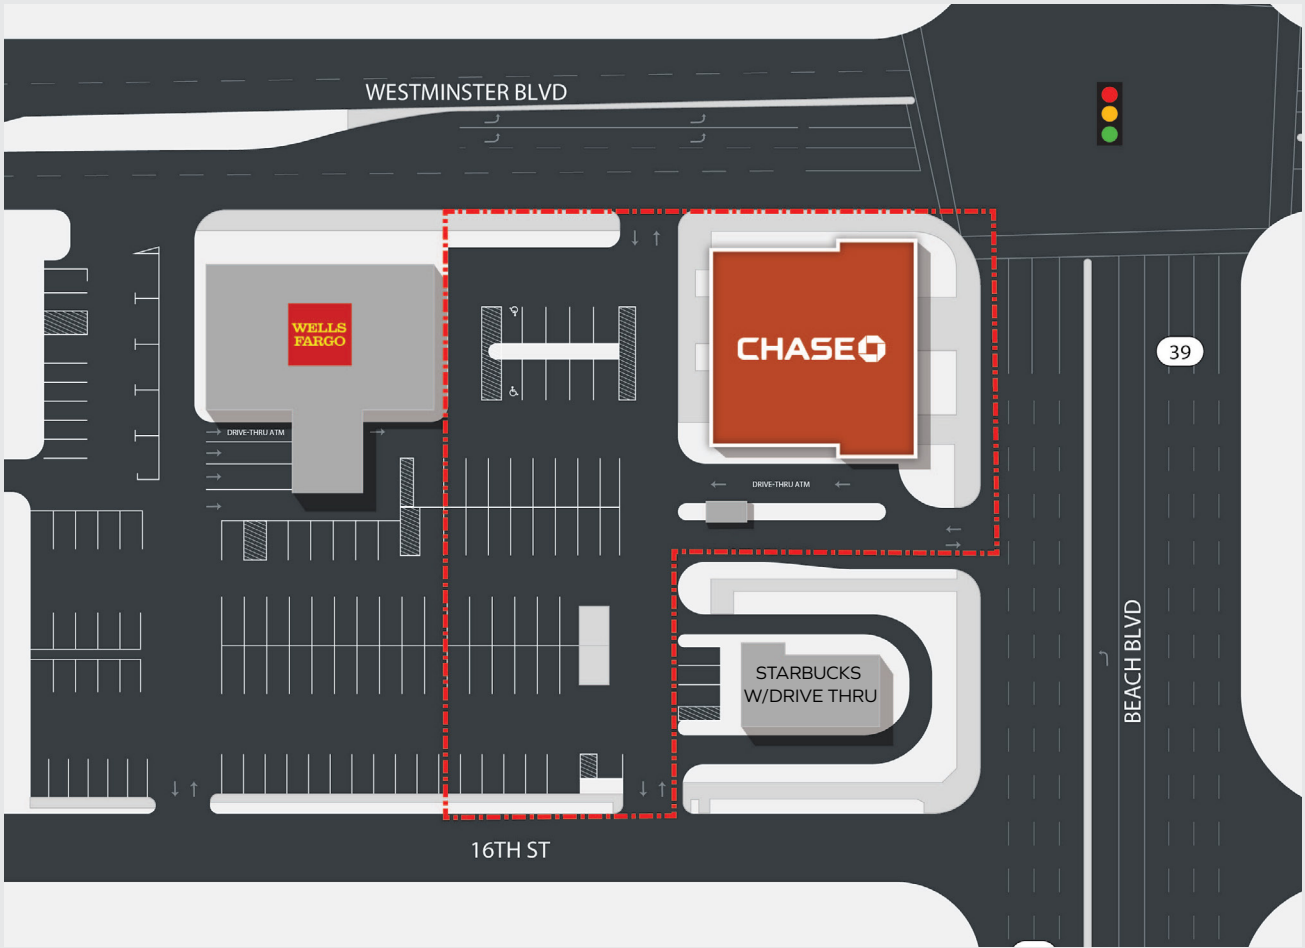 WESTMINSTER BLVD
WELLS
FARGO
CHASE
39
DRIVE-THRU ATM
DRIVE-THRU ATM
STARBUCKS
W/DRIVE THRU
BEACH BLVD
16TH ST